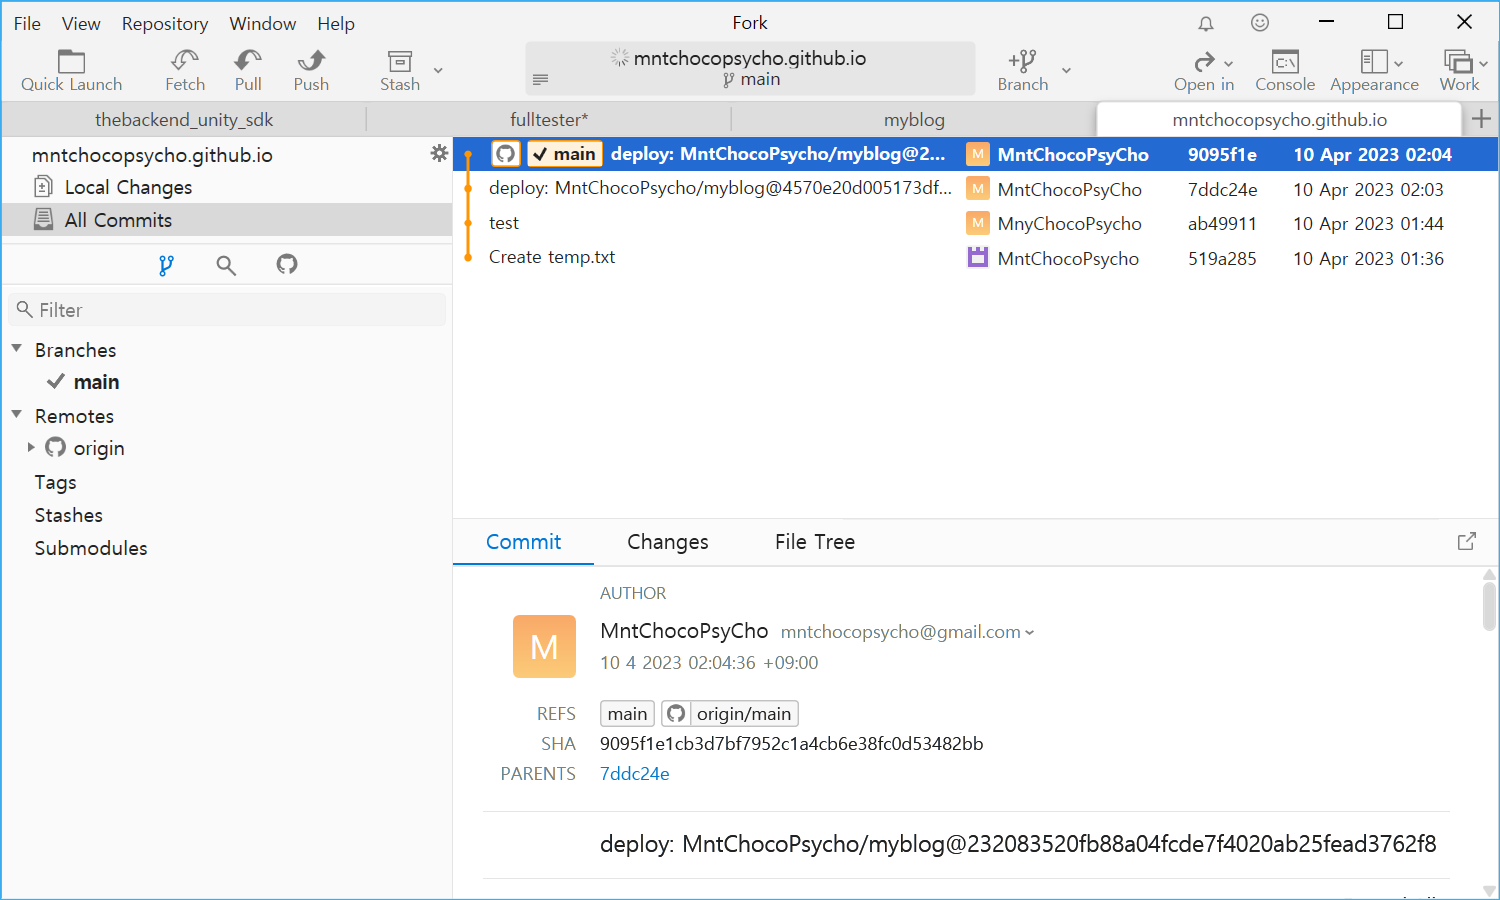 File View Repository Window Help Fork
Quick Launch Fetch Pull Push Stash
mntchocopsycho.github.io
main
Branch Open in Console Appearance Work
C:\
thebackend_unity_sdk fulltester* myblog mntchocopsycho.github.io
mntchocopsycho.github.io
Local Changes
All Commits
Filter
Branches
main
Remotes
origin
Tags
Stashes
Submodules
main deploy: MntChocoPsycho/myblog@2... M MntChocoPsyCho 9095f1e 10 Apr 2023 02:04
deploy: MntChocoPsycho/myblog@4570e20d005173df... M MntChocoPsyCho 7ddc24e 10 Apr 2023 02:03
test M MnyChocoPsycho ab49911 10 Apr 2023 01:44
Create temp.txt MntChocoPsycho 519a285 10 Apr 2023 01:36
Commit Changes File Tree
AUTHOR
M
MntChocoPsyCho mntchocopsycho@gmail.com
10 4 2023 02:04:36 +09:00
REFS main origin/main
SHA 9095f1e1cb3d7bf7952c1a4cb6e38fc0d53482bb
PARENTS 7ddc24e
deploy: MntChocoPsycho/myblog@232083520fb88a04fcde7f4020ab25fead3762f8